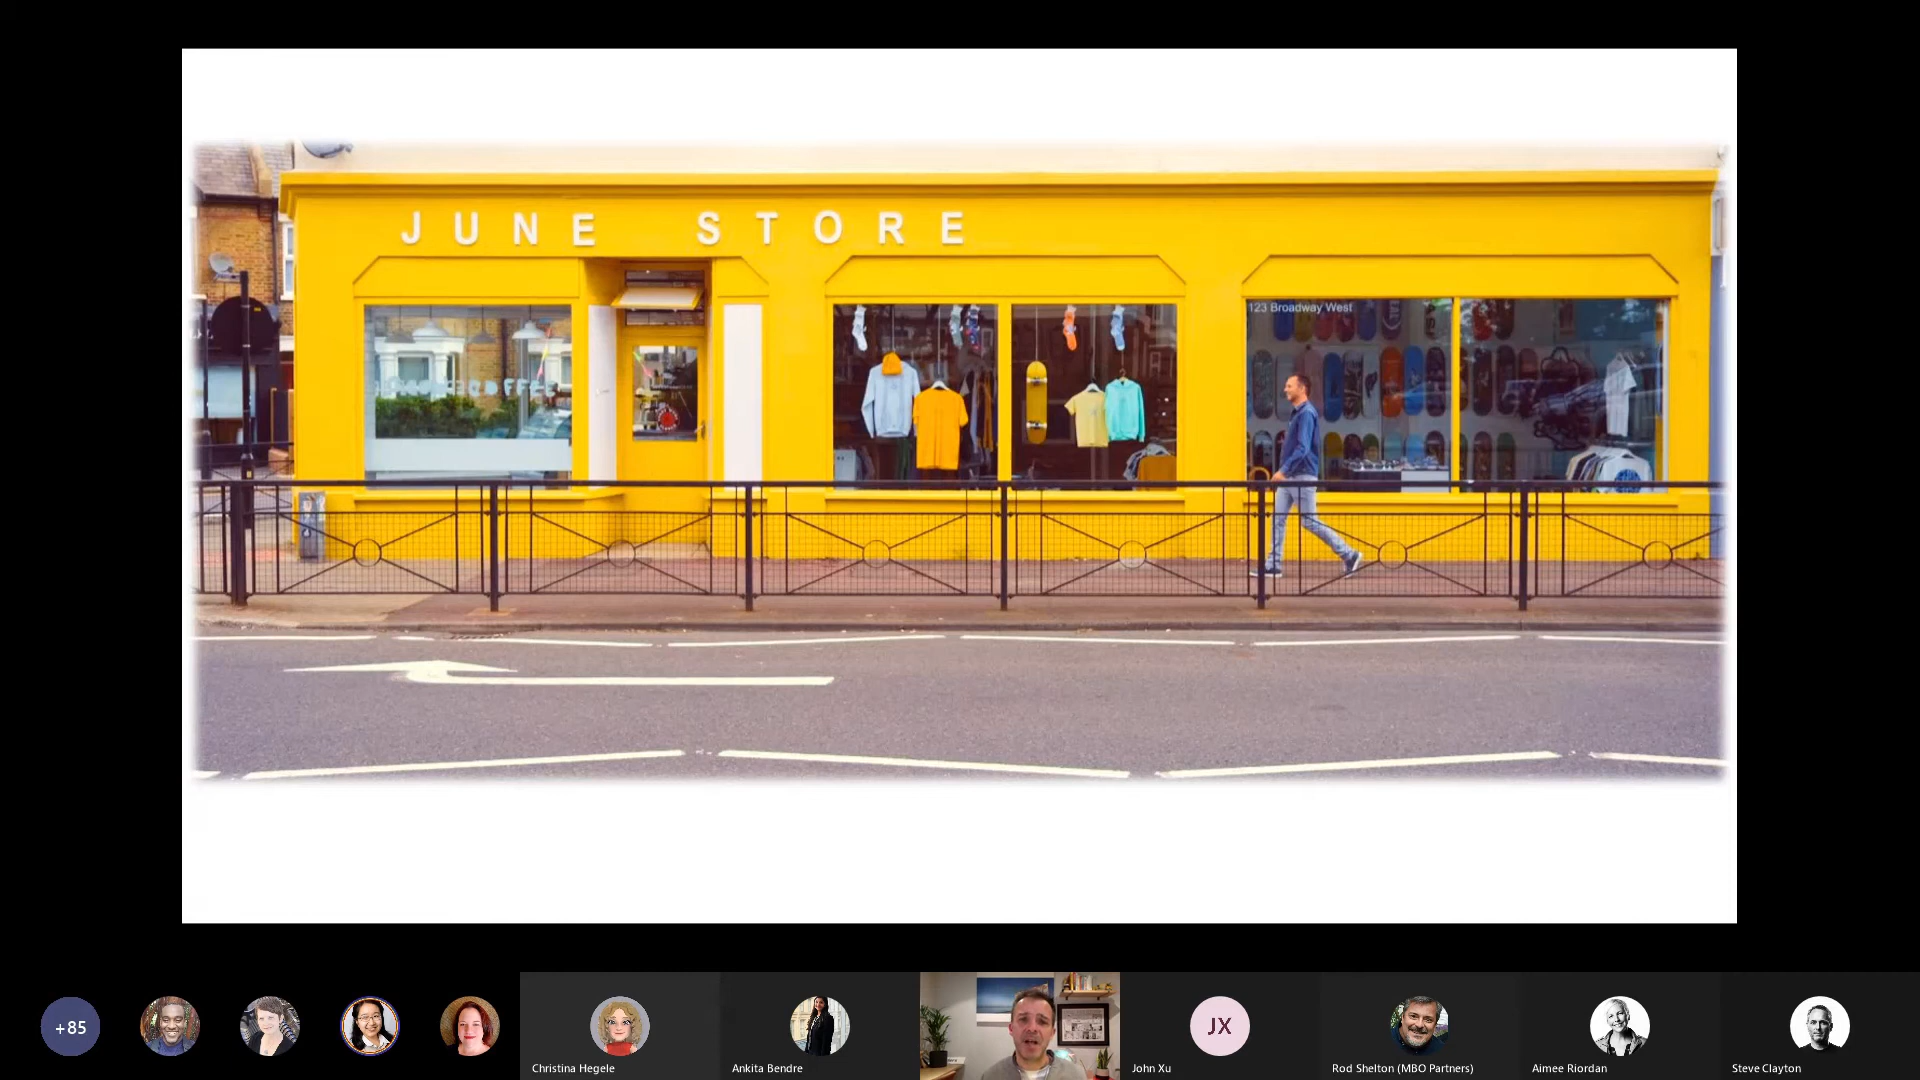 JUNE STORE
123 Broadway West
+85
JX
Christina Hegele
Ankita Bendre
John Xu
Rod Shelton (MBO Partners)
Aimee Riordan
Steve Clayton